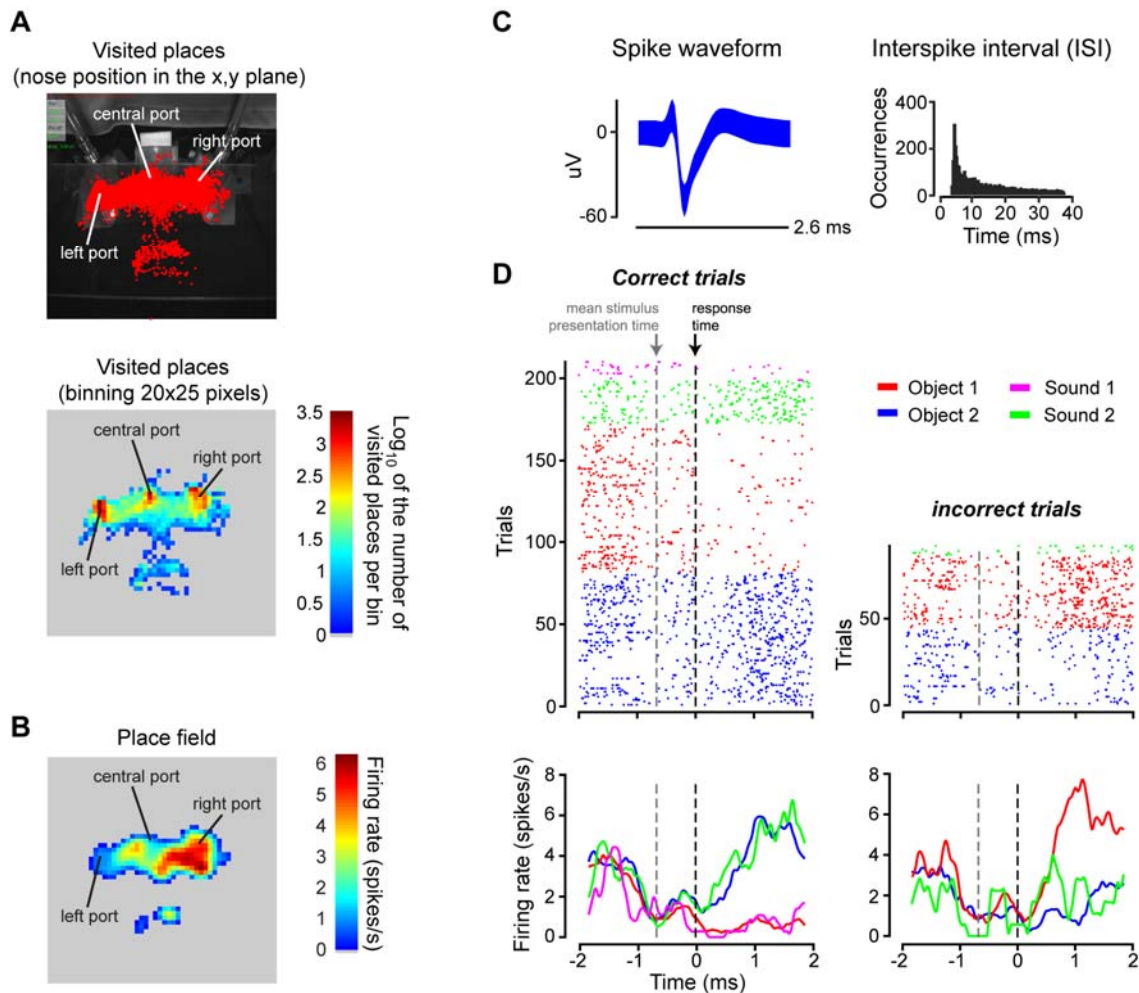 A
Visited places
(nose position in the x,y plane)
central port
right port
left port
Visited places
(binning 20x25 pixels)
central port
right port
left port
3.5
3
2.5
2
1.5
1
0.5
0
Log10 of the number of
visited places per bin
B
Place field
central port
right port
left port
6
5
4
3
2
1
0
Firing rate (spikes/s)
C
Spike waveform
uV
0
-60
2.6 ms
Interspike interval (ISI)
Occurrences
400
200
0
0 10 20 30 40
Time (ms)
D
Correct trials
mean stimulus
presentation time
response
time
Trials
200
150
100
50
0
Object 1
Object 2
Sound 1
Sound 2
incorrect trials
Trials
50
0
Firing rate (spikes/s)
8
6
4
2
0
-2 -1 0 1 2
Time (ms)
8
6
4
2
0
-2 -1 0 1 2
Time (ms)